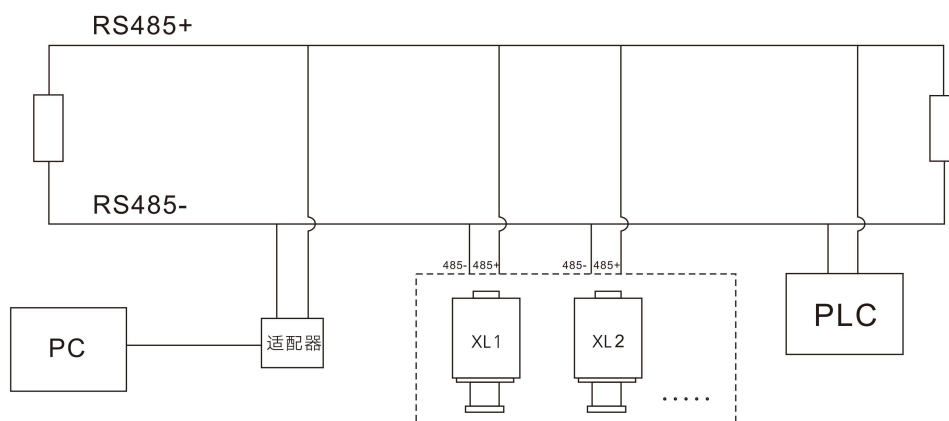 RS485+
RS485-
485- 485+ 485- 485+
PC
适配器
XL1
XL2
PLC
.....